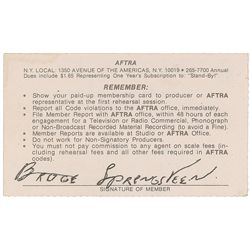 AFTRA
N.Y. LOCAL: 1350 AVENUE OF THE AMERICAS, N.Y. 10019 • 265-7700 Annual
Dues include $1.65 Representing One Year's Subscription to: "Stand-By!"
REMEMBER:
• Show your paid-up membership card to producer or AFTRA
representative at the first rehearsal session.
• Report all Code violations to the AFTRA office, immediately.
• File Member Report with AFTRA office, within 48 hours of each
engagement for a Television or Radio Commercial, Phonograph
or Non-Broadcast Recorded Material Recording (to avoid a Fine).
• Member Reports are available at Studio or AFTRA Office.
• Do not work for Non-Signatory Producers.
• You may not pay any commission to an agent on scale fees (in-
cluding rehearsal fees and all other fees required in AFTRA
codes).
BRUCE SPRINGSTEEN
SIGNATURE OF MEMBER